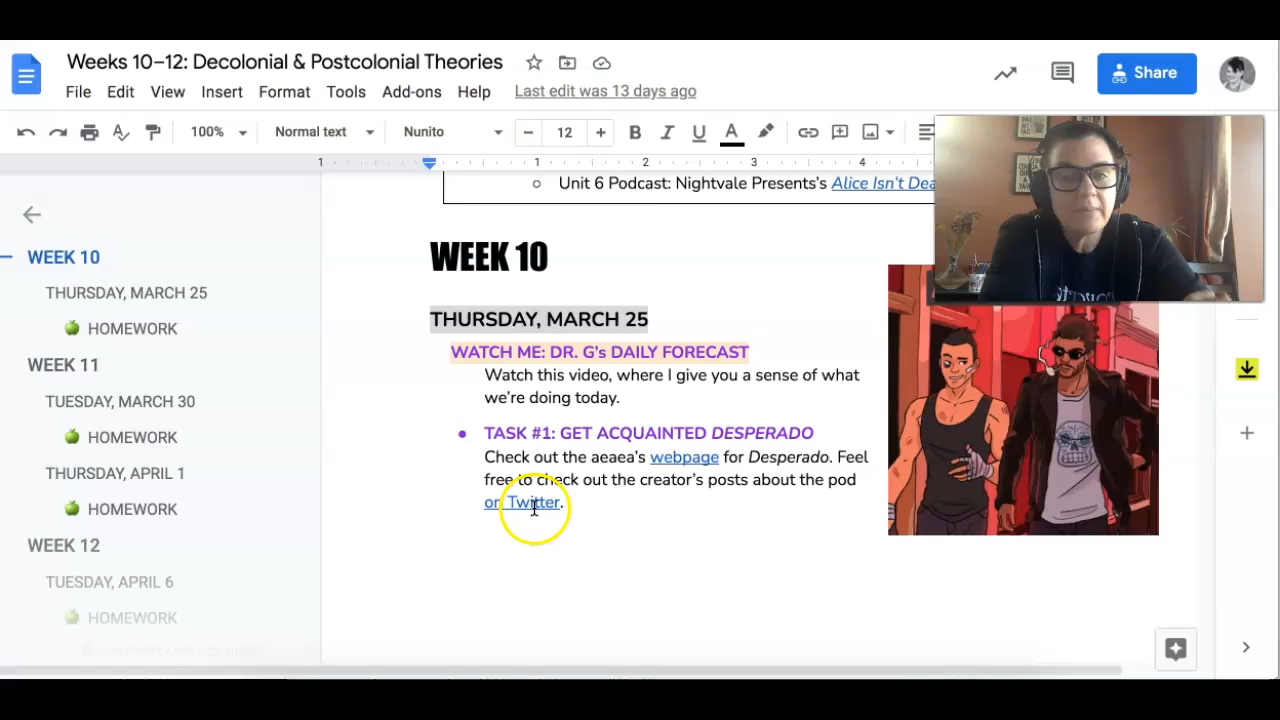 Weeks 10–12: Decolonial & Postcolonial Theories
File Edit View Insert Format Tools Add-ons Help Last edit was 13 days ago
Share
100% Normal text Nunito 12 B I U A
1 1 2 3 4
Unit 6 Podcast: Nightvale Presents's Alice Isn't Dea
WEEK 10
THURSDAY, MARCH 25
HOMEWORK
WEEK 11
TUESDAY, MARCH 30
HOMEWORK
THURSDAY, APRIL 1
HOMEWORK
WEEK 12
TUESDAY, APRIL 6
HOMEWORK
WEEK 10
THURSDAY, MARCH 25
WATCH ME: DR. G's DAILY FORECAST
Watch this video, where I give you a sense of what
we're doing today.
TASK #1: GET ACQUAINTED DESPERADO
Check out the aeaea's webpage for Desperado. Feel
free to check out the creator's posts about the pod
on Twitter.